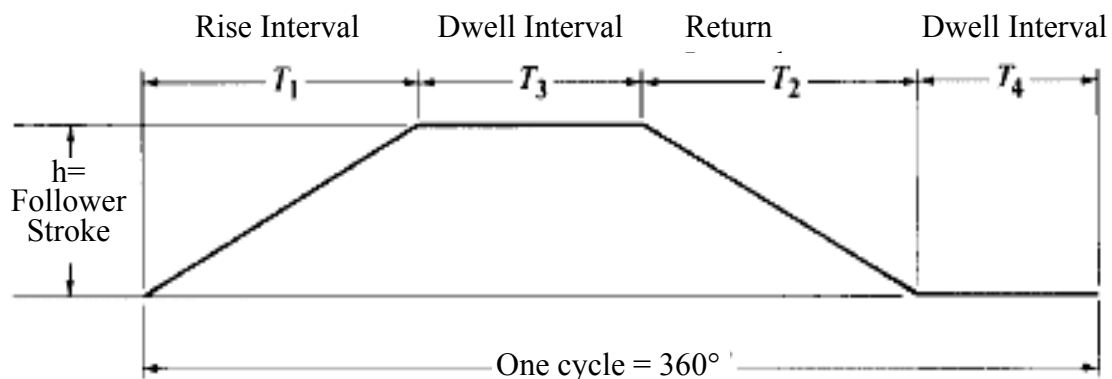 Rise Interval Dwell Interval Return Dwell Interval
T₁ T₃ T₂ T₄
h=
Follower
Stroke
One cycle = 360°